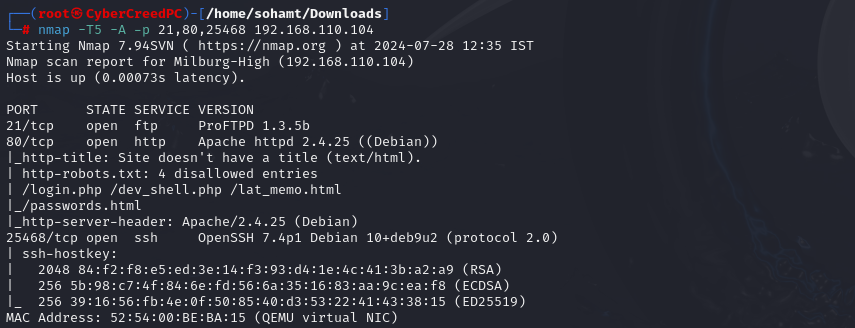 ┌──(root㉿CyberCreedPC)-[/home/sohamt/Downloads]
└─# nmap -T5 -A -p 21,80,25468 192.168.110.104
Starting Nmap 7.94SVN ( https://nmap.org ) at 2024-07-28 12:35 IST
Nmap scan report for Milburg-High (192.168.110.104)
Host is up (0.00073s latency).

PORT      STATE SERVICE VERSION
21/tcp    open  ftp     ProFTPD 1.3.5b
80/tcp    open  http    Apache httpd 2.4.25 ((Debian))
|_http-title: Site doesn't have a title (text/html).
| http-robots.txt: 4 disallowed entries
| /login.php /dev_shell.php /lat_memo.html
|_/passwords.html
|_http-server-header: Apache/2.4.25 (Debian)
25468/tcp open  ssh     OpenSSH 7.4p1 Debian 10+deb9u2 (protocol 2.0)
| ssh-hostkey:
|   2048 84:f2:f8:e5:ed:3e:14:f3:93:d4:1e:4c:41:3b:a2:a9 (RSA)
|   256 5b:98:c7:4f:84:6e:fd:56:6a:35:16:83:aa:9c:ea:f8 (ECDSA)
|_  256 39:16:56:fb:4e:0f:50:85:40:d3:53:22:41:43:38:15 (ED25519)
MAC Address: 52:54:00:BE:BA:15 (QEMU virtual NIC)